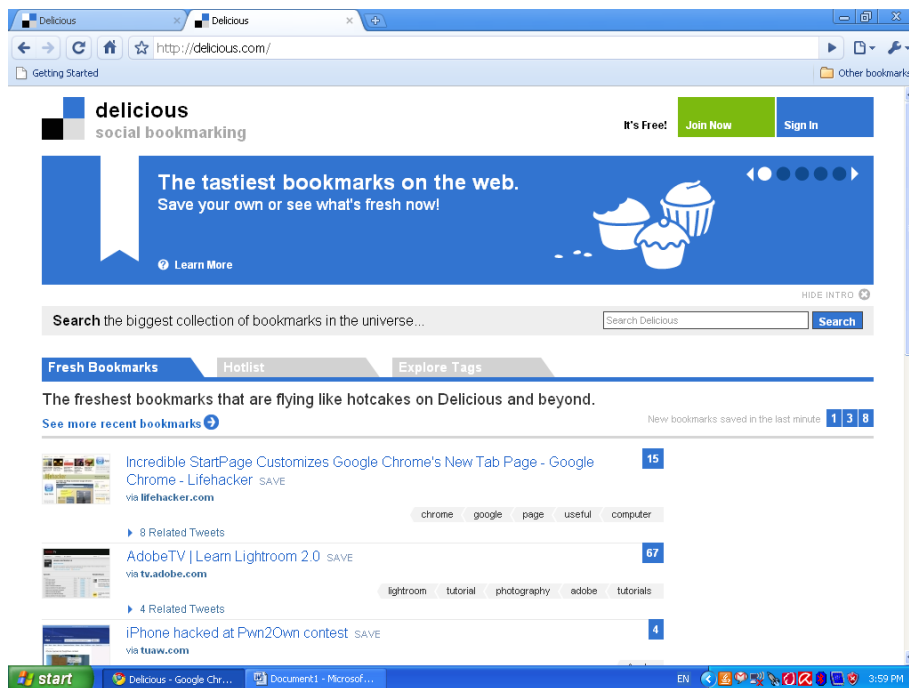 Delicious
Delicious
http://delicious.com/
Getting Started
Other bookmarks
delicious
social bookmarking
It's Free!
Join Now
Sign In
The tastiest bookmarks on the web.
Save your own or see what's fresh now!
Learn More
HIDE INTRO
Search the biggest collection of bookmarks in the universe...
Search Delicious
Search
Fresh Bookmarks
Hotlist
Explore Tags
The freshest bookmarks that are flying like hotcakes on Delicious and beyond.
See more recent bookmarks
New bookmarks saved in the last minute 1 3 8
Incredible StartPage Customizes Google Chrome's New Tab Page - Google
Chrome - Lifehacker SAVE
15
via lifehacker.com
chrome google page useful computer
8 Related Tweets
AdobeTV | Learn Lightroom 2.0 SAVE
67
via tv.adobe.com
lightroom tutorial photography adobe tutorials
4 Related Tweets
iPhone hacked at Pwn2Own contest SAVE
4
via tuaw.com
start
Delicious - Google Chr...
Document1 - Microsof...
EN
3:59 PM